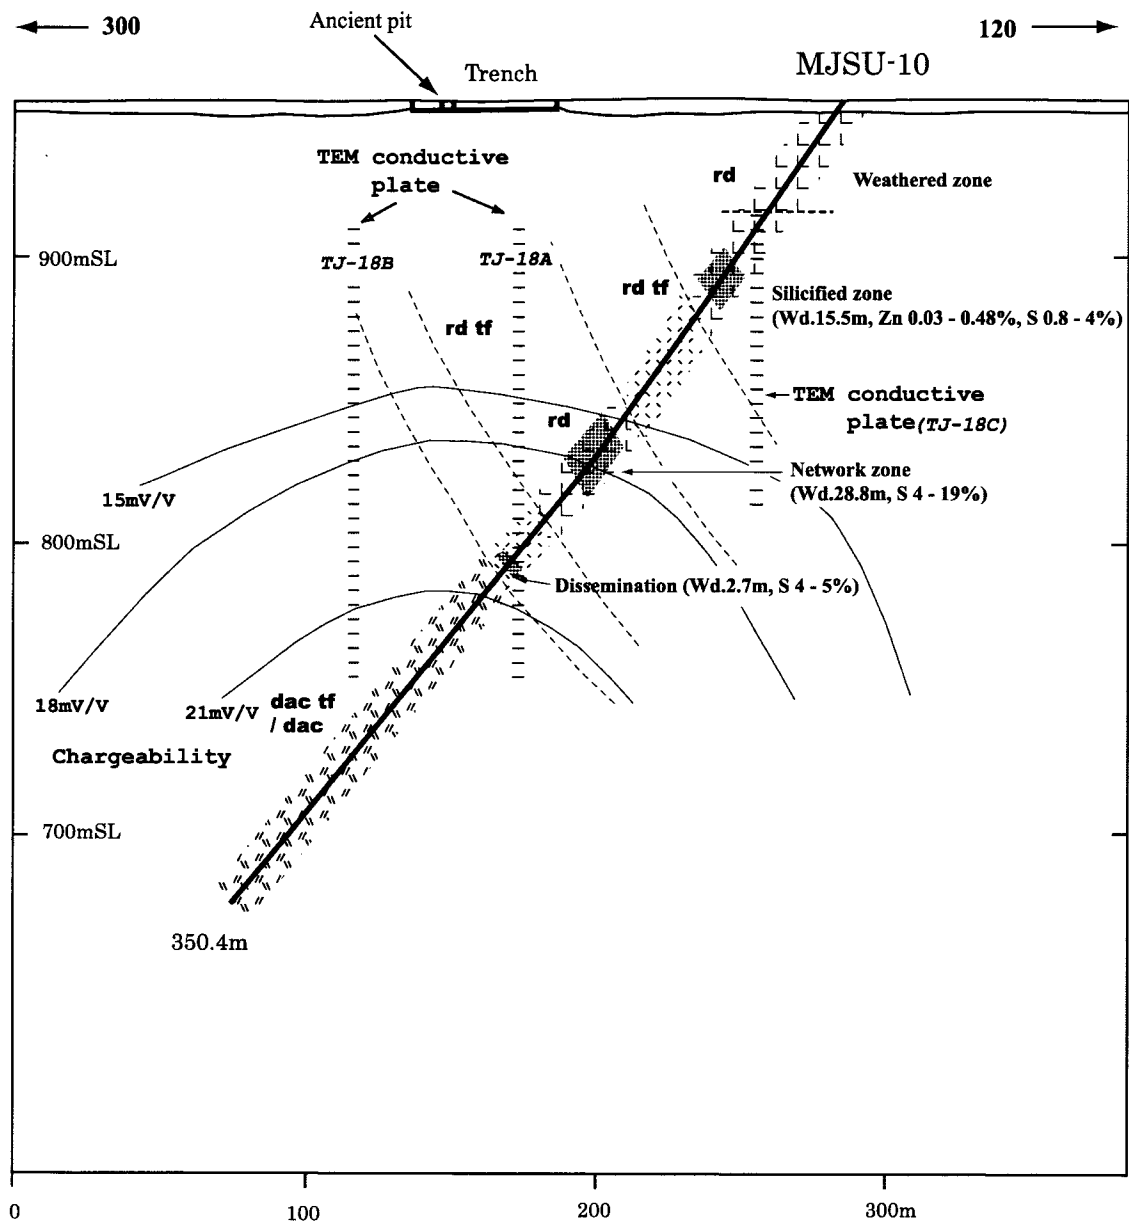 300
Ancient pit
120
Trench
MJSU-10
TEM conductive
plate
rd
Weathered zone
900mSL
TJ-18B
TJ-18A
rd tf
rd tf
Silicified zone
(Wd.15.5m, Zn 0.03 - 0.48%, S 0.8 - 4%)
TEM conductive
plate(TJ-18C)
rd
Network zone
(Wd.28.8m, S 4 - 19%)
15mV/V
800mSL
Dissemination (Wd.2.7m, S 4 - 5%)
18mV/V
21mV/V
dac tf
/ dac
Chargeability
700mSL
350.4m
0
100
200
300m